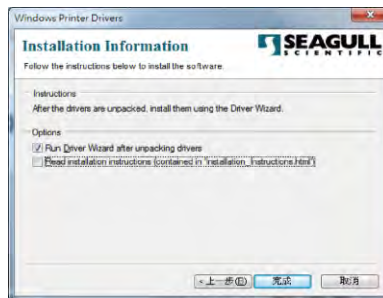 Windows Printer Drivers
Installation Information
SEAGULL
SCIENTIFIC
Follow the instructions below to install the software.
Instructions
After the drivers are unpacked, install them using the Driver Wizard.
Options
Run Driver Wizard after unpacking drivers
Read installation instructions (contained in 'Installation_Instructions.html')
<上一步(B) 完成 取消